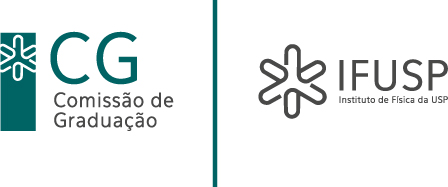 CG
Comissão de
Graduação
IFUSP
Instituto de Física da USP